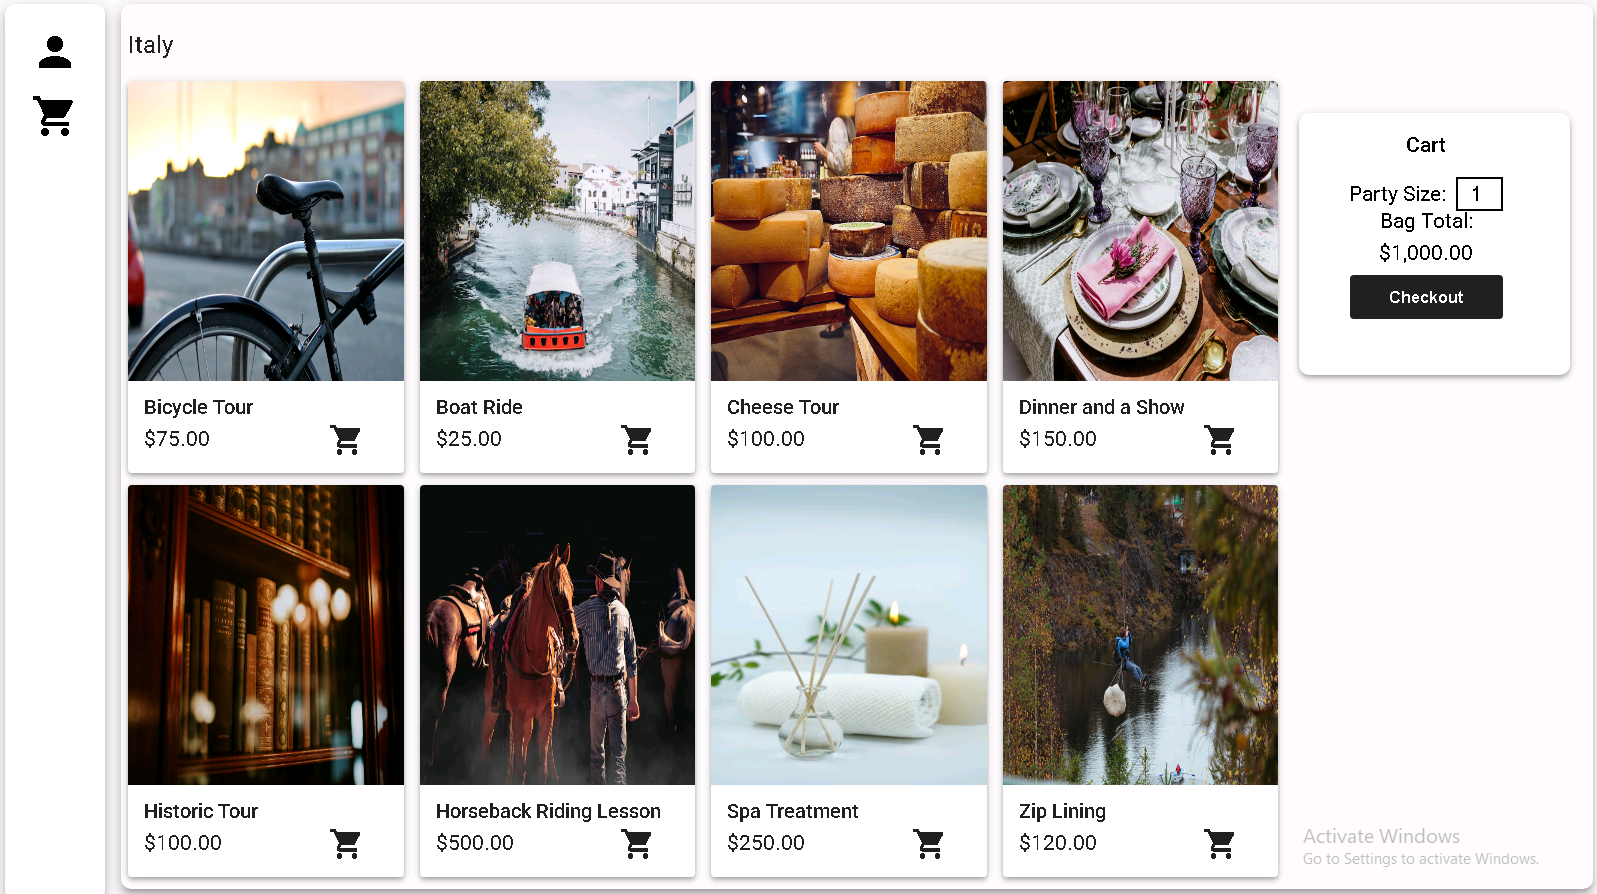 Italy
Bicycle Tour
$75.00
Boat Ride
$25.00
Cheese Tour
$100.00
Dinner and a Show
$150.00
Historic Tour
$100.00
Horseback Riding Lesson
$500.00
Spa Treatment
$250.00
Zip Lining
$120.00
Cart
Party Size: 1
Bag Total:
$1,000.00
Checkout
Activate Windows
Go to Settings to activate Windows.